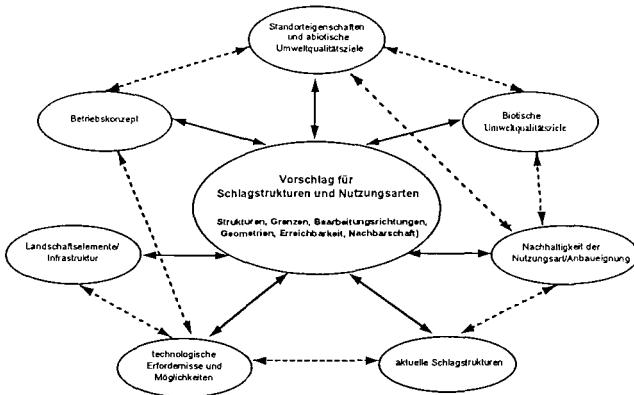 Standorteigenschaften
und abiotische
Umweltqualitätsziele
Betriebskonzept
Biotische
Umweltqualitätsziele
Vorschlag für
Schlagstrukturen und Nutzungsarten
Strukturen, Grenzen, Bearbeitungsrichtungen,
Geometrien, Erreichbarkeit, Nachbarschaft)
Landschaftselemente/
Infrastruktur
Nachhaltigkeit der
Nutzungsart/Anbaueignung
technologische
Erfordernisse und
Möglichkeiten
aktuelle Schlagstrukturen